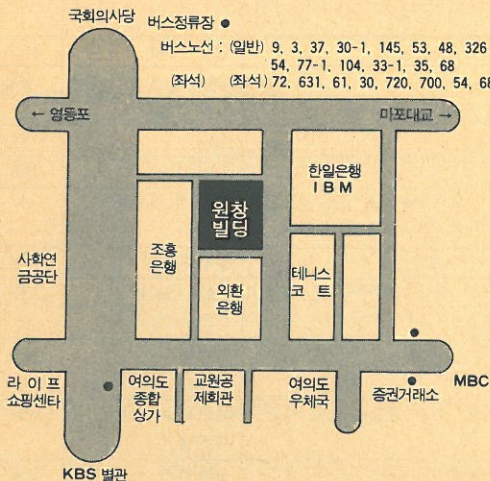 국회의사당
버스정류장 ●
버스노선 : (일반) 9, 3, 37, 30-1, 145, 53, 48, 326
54, 77-1, 104, 33-1, 35, 68
(좌석) (좌석) 72, 631, 61, 30, 720, 700, 54, 68
← 영등포
마포대교 →
한일은행
IBM
원창
빌딩
조흥
은행
외환
은행
테니스
코트
사학연
금공단
라이프
쇼핑센타
여의도
종합
상가
교원공
제회관
여의도
우체국
증권거래소
MBC
KBS 별관